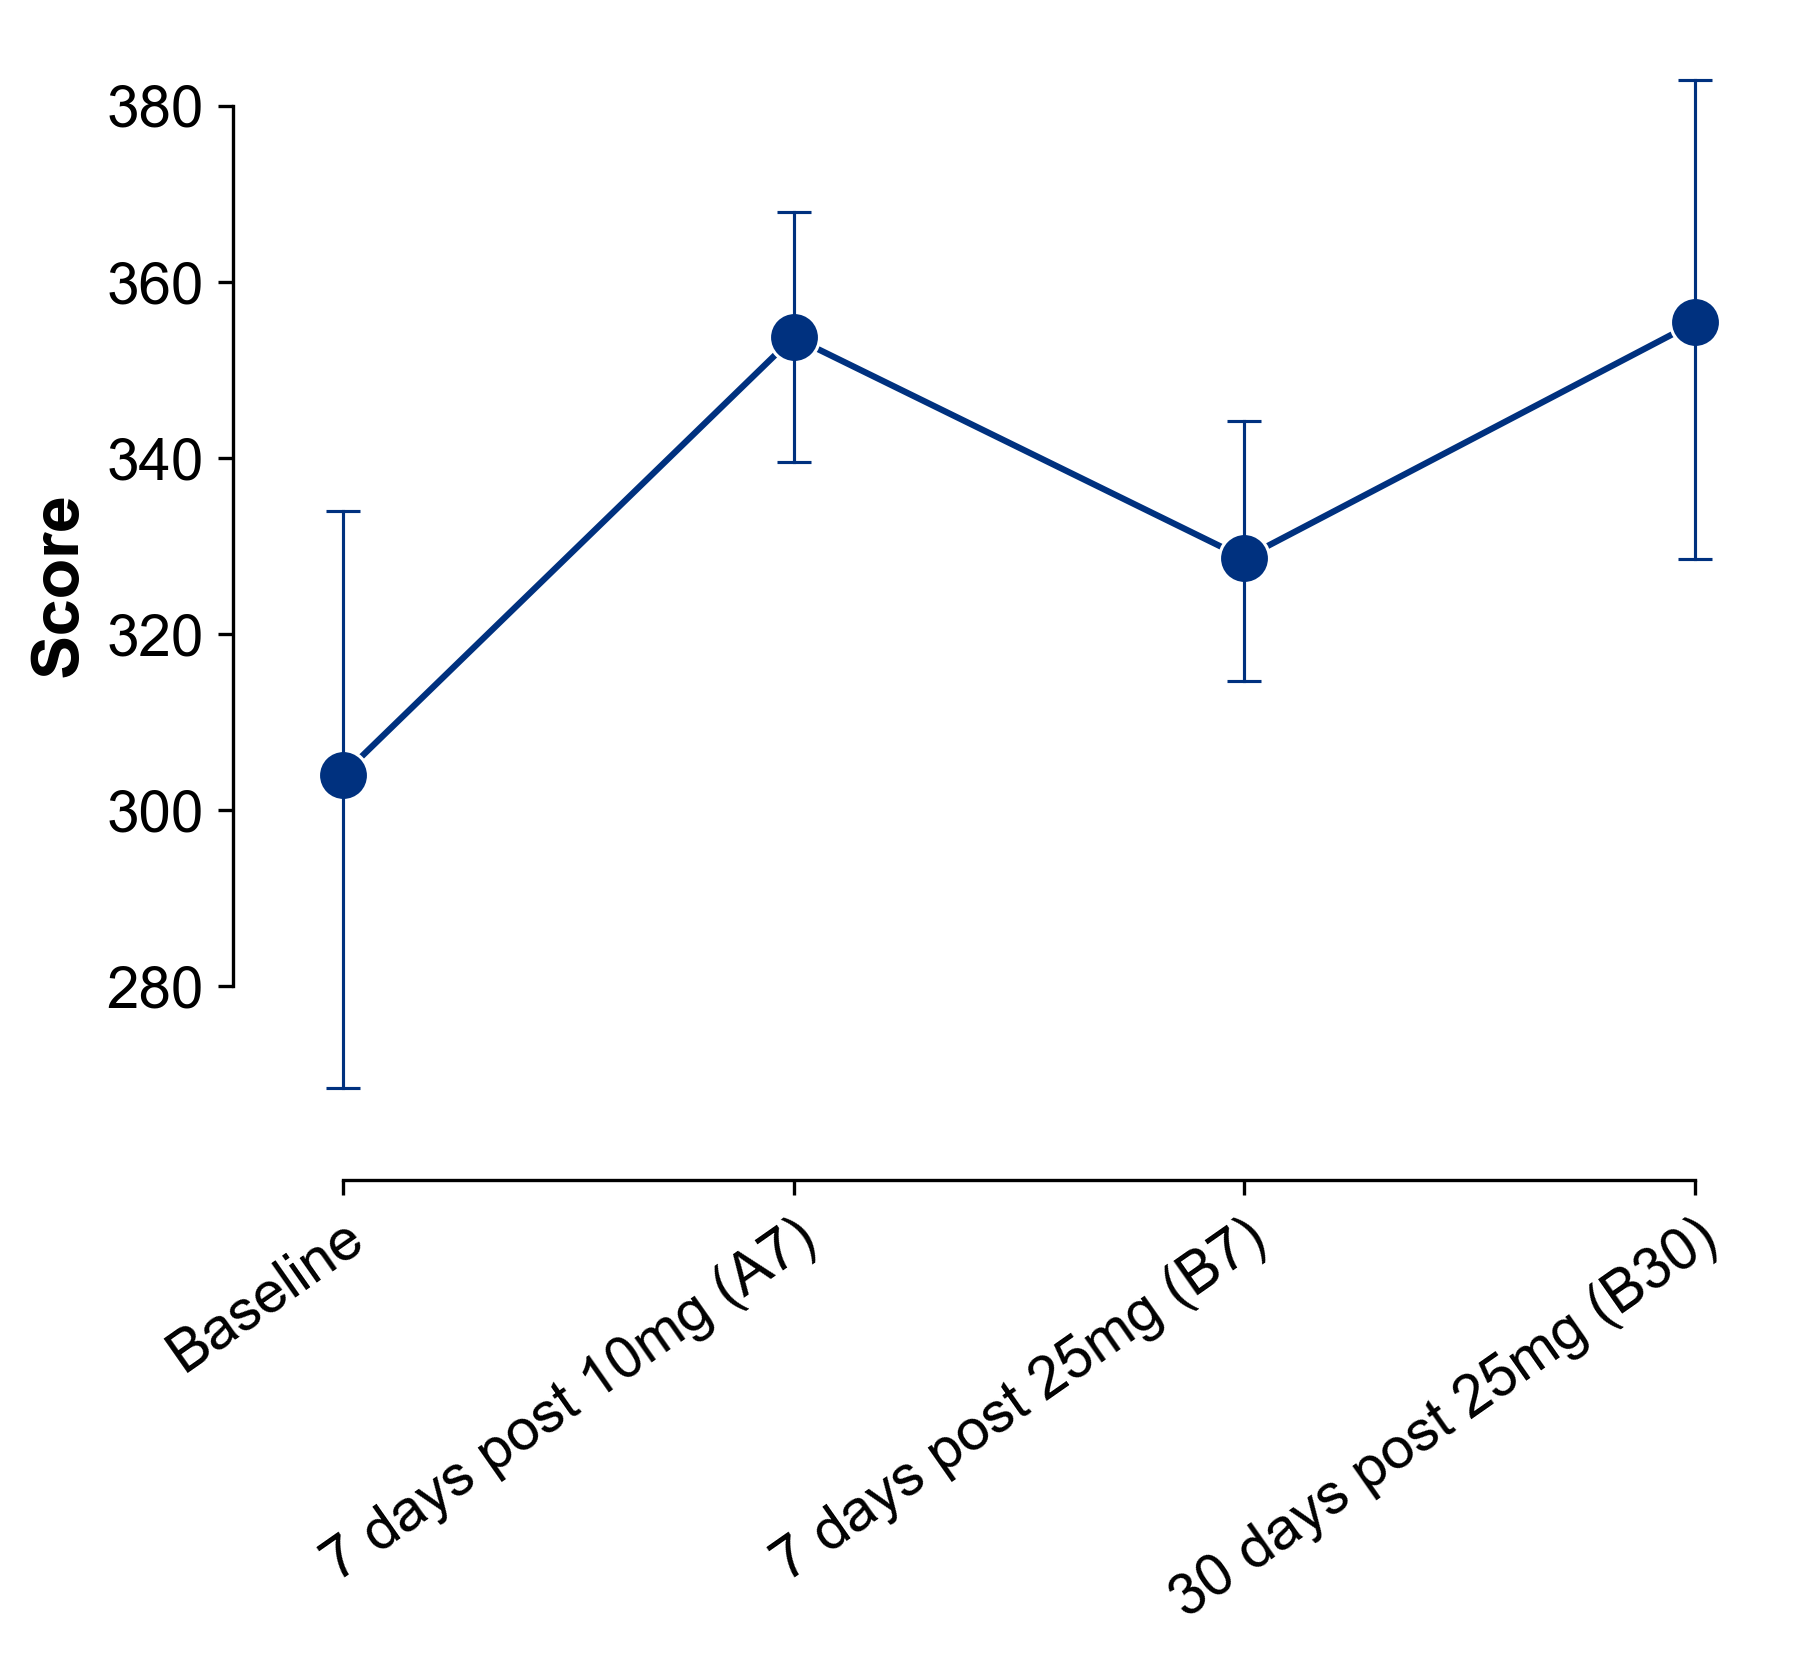 380
360
340
320
300
280
Score
Baseline
7 days post 10mg (A7)
7 days post 25mg (B7)
30 days post 25mg (B30)